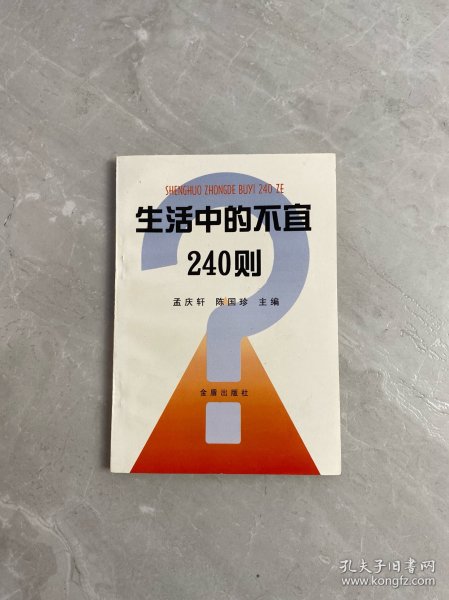 SHENGHUO ZHONGDE BUYI 240 ZE
生活中的不宜
240则
孟庆轩 陈国珍 主编
金盾出版社
孔夫子旧书网
www.kongfz.com